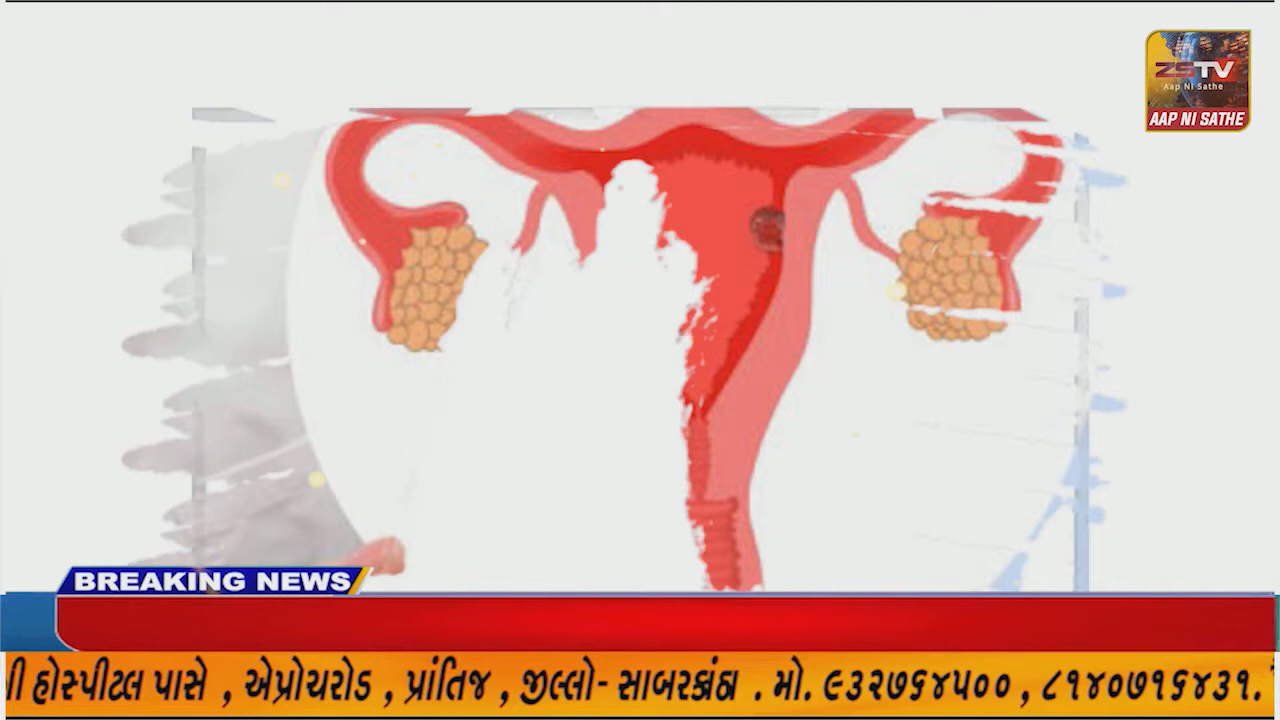 ZSTV
Aap Ni Sathe
AAP NI SATHE
BREAKING NEWS
હોસ્પીટલ પાસે , એપ્રોચરોડ , પ્રાંતિજ , જીલ્લો- સાબરકાંઠા . મો. ૯૩૨૭૬૪૫૦૦ , ૮૧૪૦૭૧૬૪૩૧.